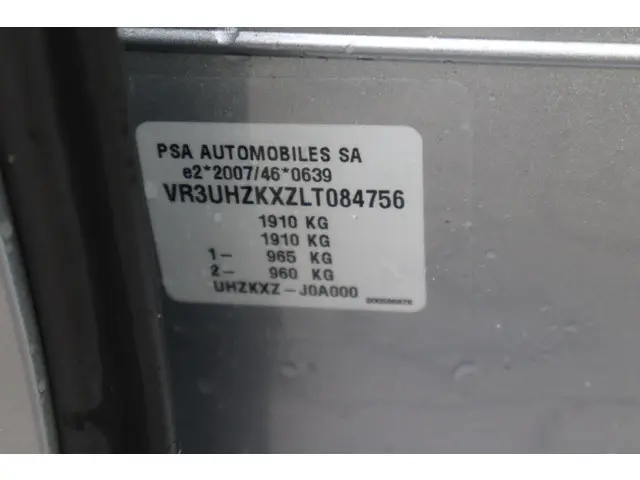 PSA AUTOMOBILES SA
e2*2007/46*0639
VR3UHZKXZLT084756
1910 KG
1910 KG
1- 965 KG
2- 960 KG
UHZKXZ-J0A000